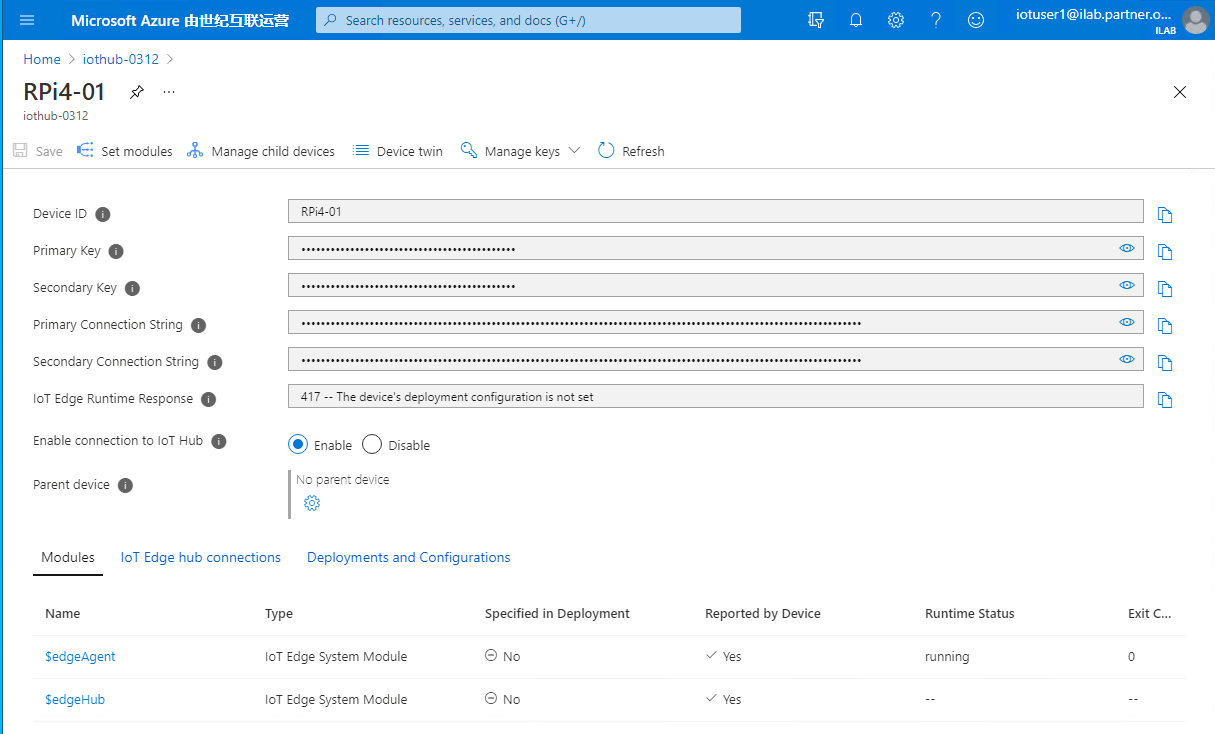 Microsoft Azure 由世纪互联运营
Search resources, services, and docs (G+/)
iotuser1@ilab.partner.o...
ILAB
Home > iothub-0312 >
RPi4-01
...
iothub-0312
Save Set modules Manage child devices Device twin Manage keys Refresh
Device ID RPi4-01
Primary Key ••••••••••••••••••••••••••••••••••••••••••••
Secondary Key ••••••••••••••••••••••••••••••••••••••••••••
Primary Connection String
Secondary Connection String
IoT Edge Runtime Response 417 -- The device's deployment configuration is not set
Enable connection to IoT Hub Enable Disable
Parent device No parent device
Modules IoT Edge hub connections Deployments and Configurations
Name Type Specified in Deployment Reported by Device Runtime Status Exit C...
$edgeAgent IoT Edge System Module No Yes running 0
$edgeHub IoT Edge System Module No Yes -- --